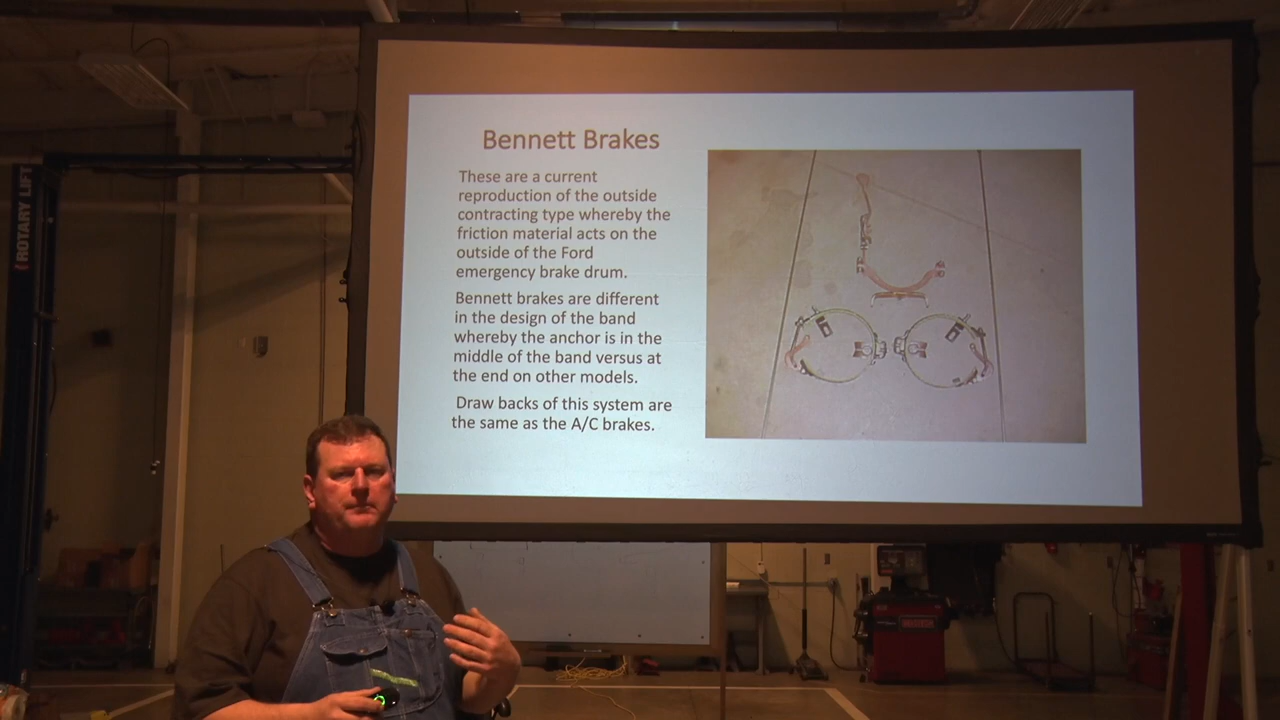 ROTARY LIFT
Bennett Brakes
These are a current
reproduction of the outside
contracting type whereby the
friction material acts on the
outside of the Ford
emergency brake drum.
Bennett brakes are different
in the design of the band
whereby the anchor is in the
middle of the band versus at
the end on other models.
Draw backs of this system are
the same as the A/C brakes.